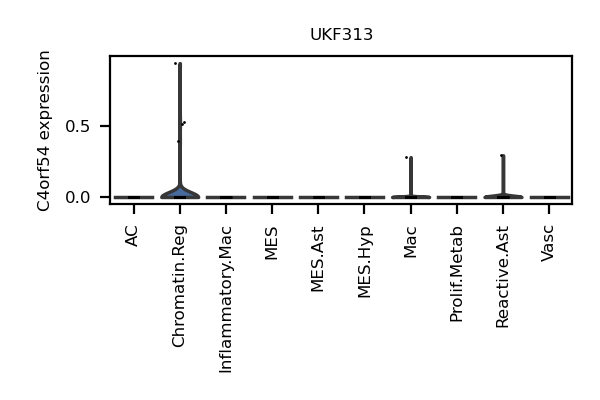 UKF313
C4orf54 expression
0.5
0.0
AC
Chromatin.Reg
Inflammatory.Mac
MES
MES.Ast
MES.Hyp
Mac
Prolif.Metab
Reactive.Ast
Vasc